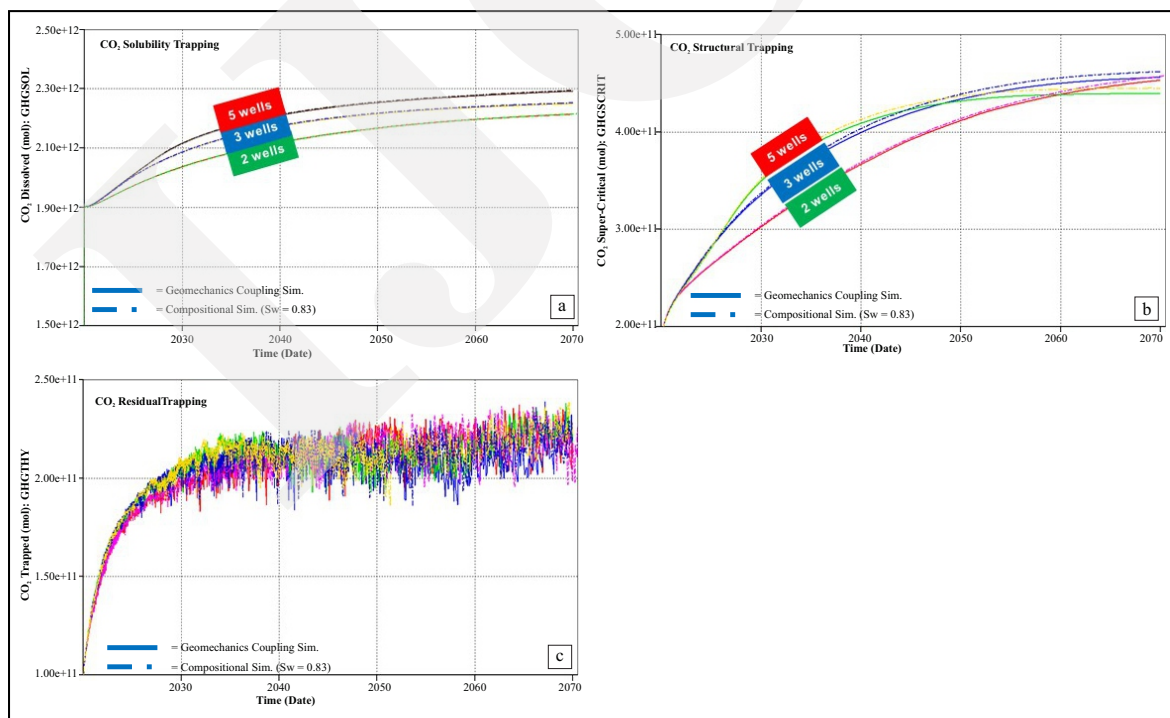 CO₂ Solubility Trapping
2.50e+12
2.30e+12
2.10e+12
1.90e+12
1.70e+12
1.50e+12
CO₂ Dissolved (mol): GHGSOL
5 wells
3 wells
2 wells
= Geomechanics Coupling Sim.
= Compositional Sim. (Sw = 0.83)
a
2030
2040
2050
2060
2070
Time (Date)
CO₂ Structural Trapping
5.00e+11
4.00e+11
3.00e+11
2.00e+11
CO₂ Super-Critical (mol): GHGSCRIT
5 wells
3 wells
2 wells
= Geomechanics Coupling Sim.
= Compositional Sim. (Sw = 0.83)
b
2030
2040
2050
2060
2070
Time (Date)
CO₂ ResidualTrapping
2.50e+11
2.00e+11
1.50e+11
1.00e+11
CO₂ Trapped (mol): GHGTHY
= Geomechanics Coupling Sim.
= Compositional Sim. (Sw = 0.83)
c
2030
2040
2050
2060
2070
Time (Date)